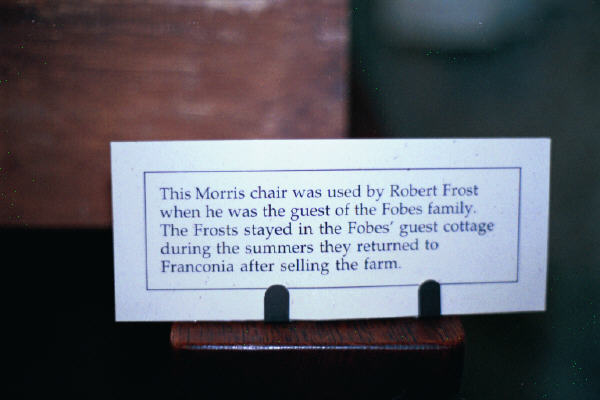 This Morris chair was used by Robert Frost
when he was the guest of the Fobes family.
The Frosts stayed in the Fobes' guest cottage
during the summers they returned to
Franconia after selling the farm.